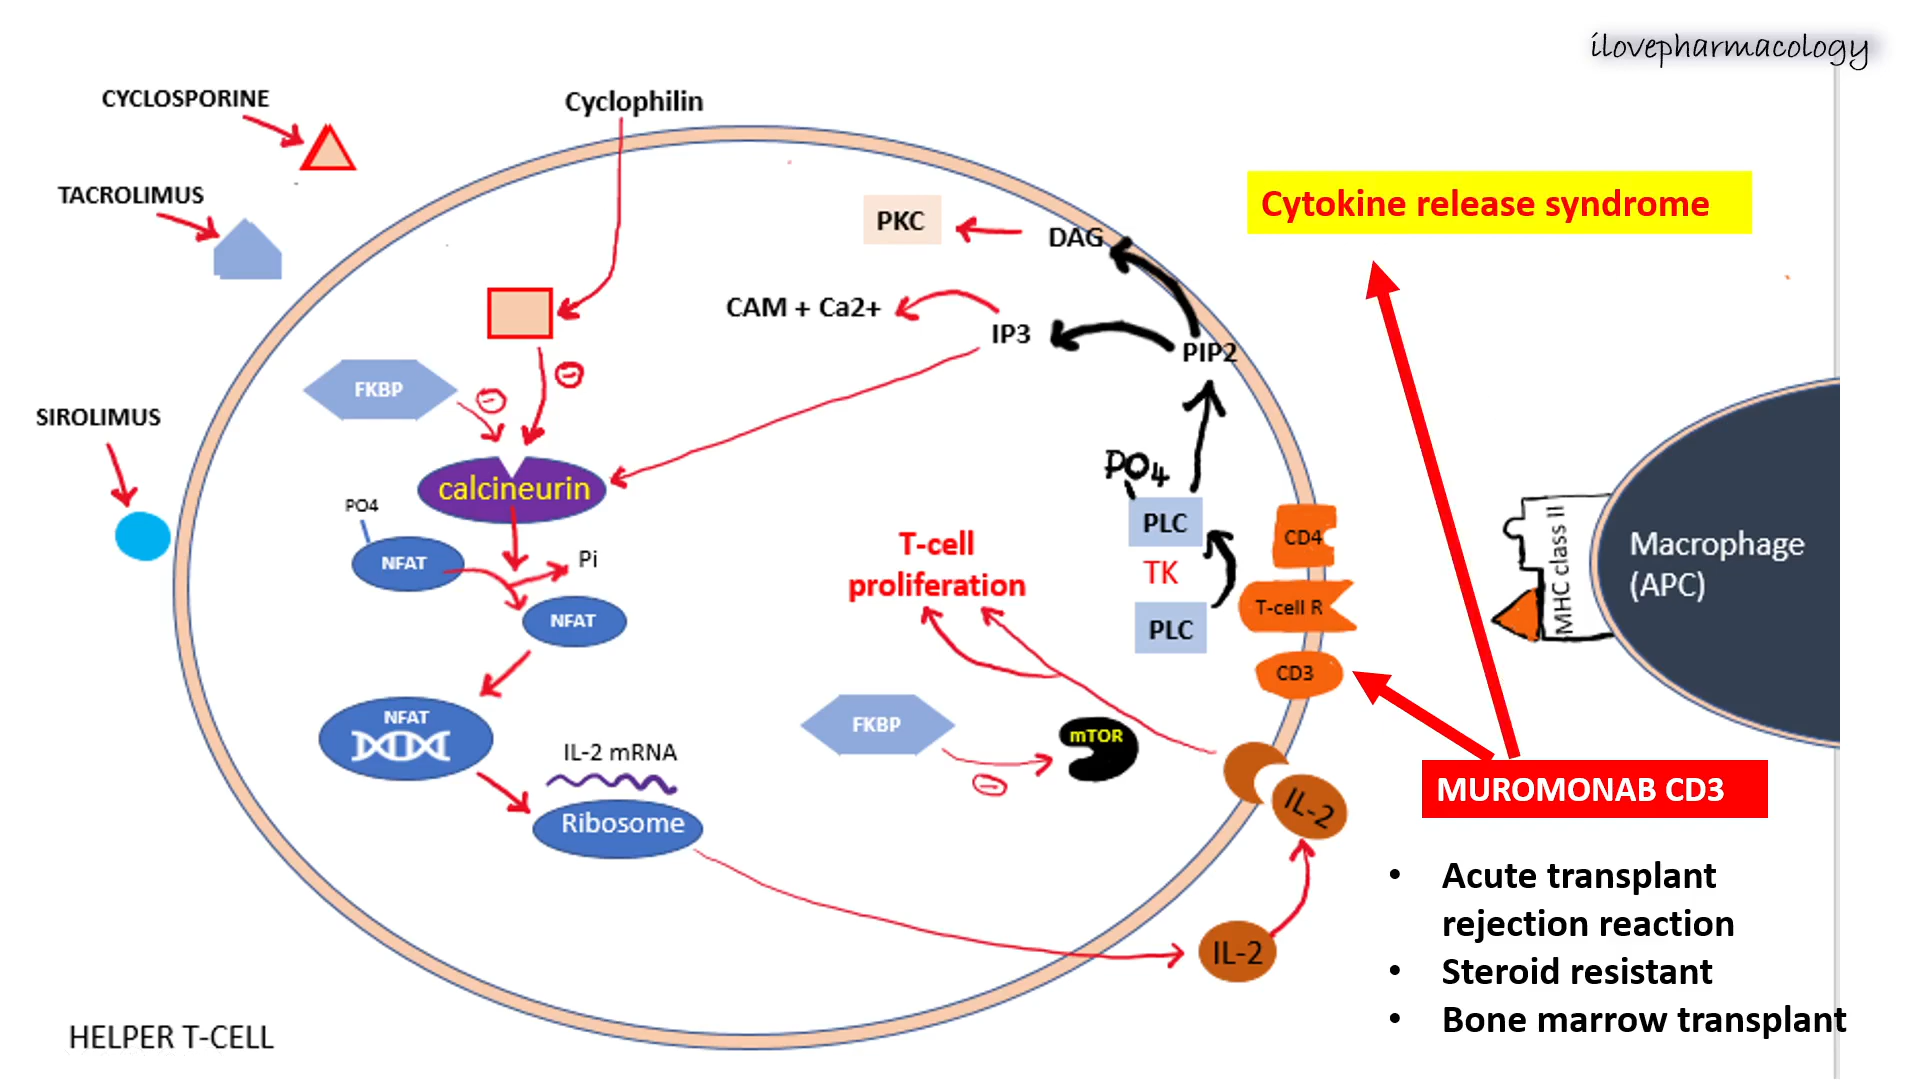 ilovepharmacology
CYCLOSPORINE
Cyclophilin
TACROLIMUS
Cytokine release syndrome
PKC
DAG
CAM + Ca2+
IP3
PIP2
FKBP
SIROLIMUS
PO4
calcineurin
PO4
PLC
CD4
MHC class II
Macrophage
(APC)
T-cell
proliferation
NFAT
Pi
TK
T-cell R
NFAT
PLC
CD3
NFAT
FKBP
mTOR
IL-2 mRNA
MUROMONAB CD3
IL-2
Ribosome
• Acute transplant
rejection reaction
IL-2
• Steroid resistant
• Bone marrow transplant
HELPER T-CELL